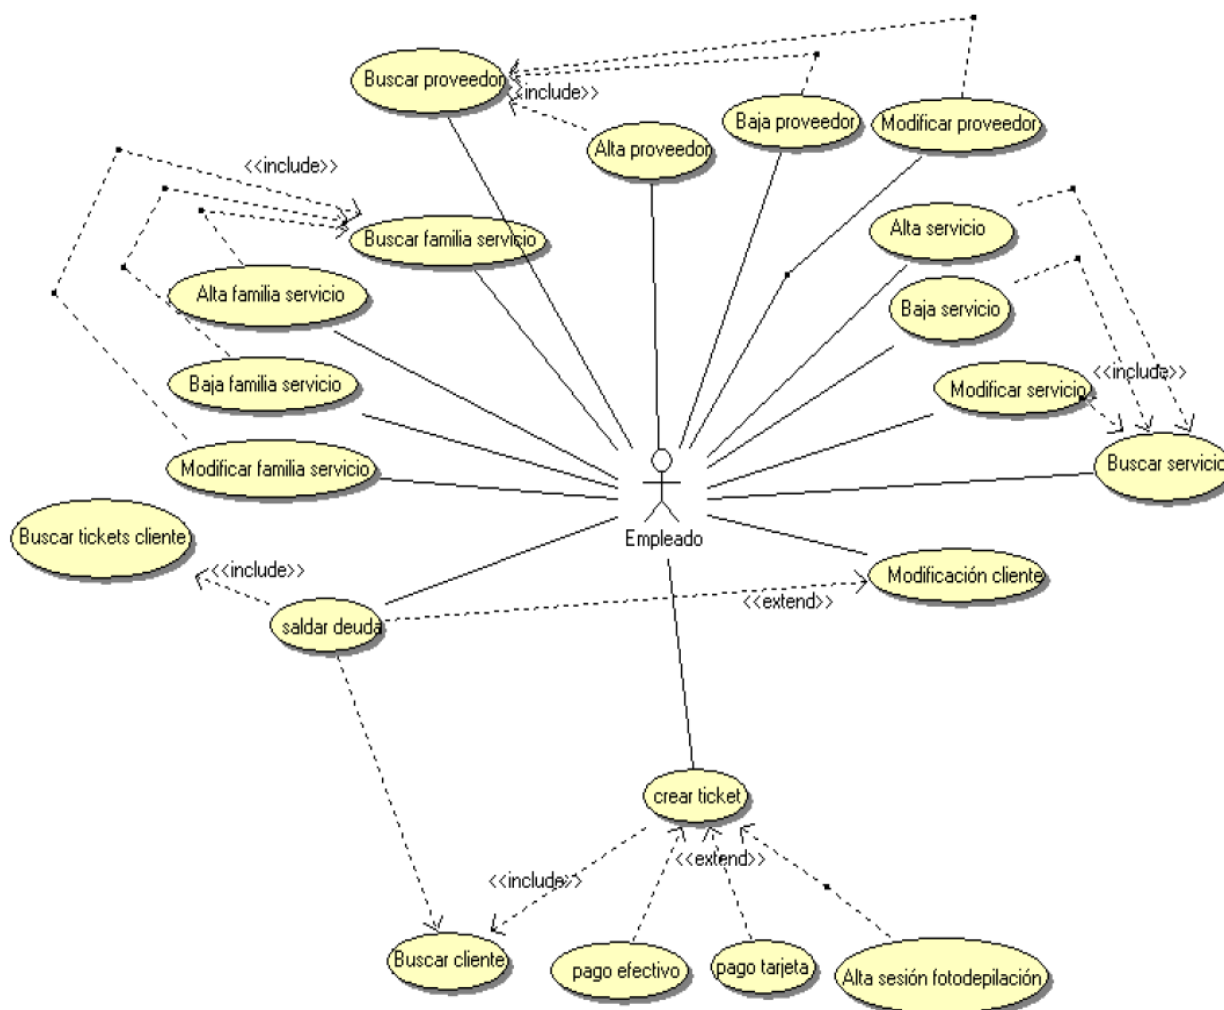 Buscar proveedor
<<include>>
Baja proveedor
Modificar proveedor
Alta proveedor
<<include>>
Buscar familia servicio
Alta servicio
Alta familia servicio
Baja servicio
Baja familia servicio
Modificar servicio
<<include>>
Modificar familia servicio
Buscar servicio
Buscar tickets cliente
Empleado
<<include>>
Modificación cliente
<<extend>>
saldar deuda
crear ticket
<<extend>>
<<include>>
Buscar cliente
pago efectivo
pago tarjeta
Alta sesión fotodepilación